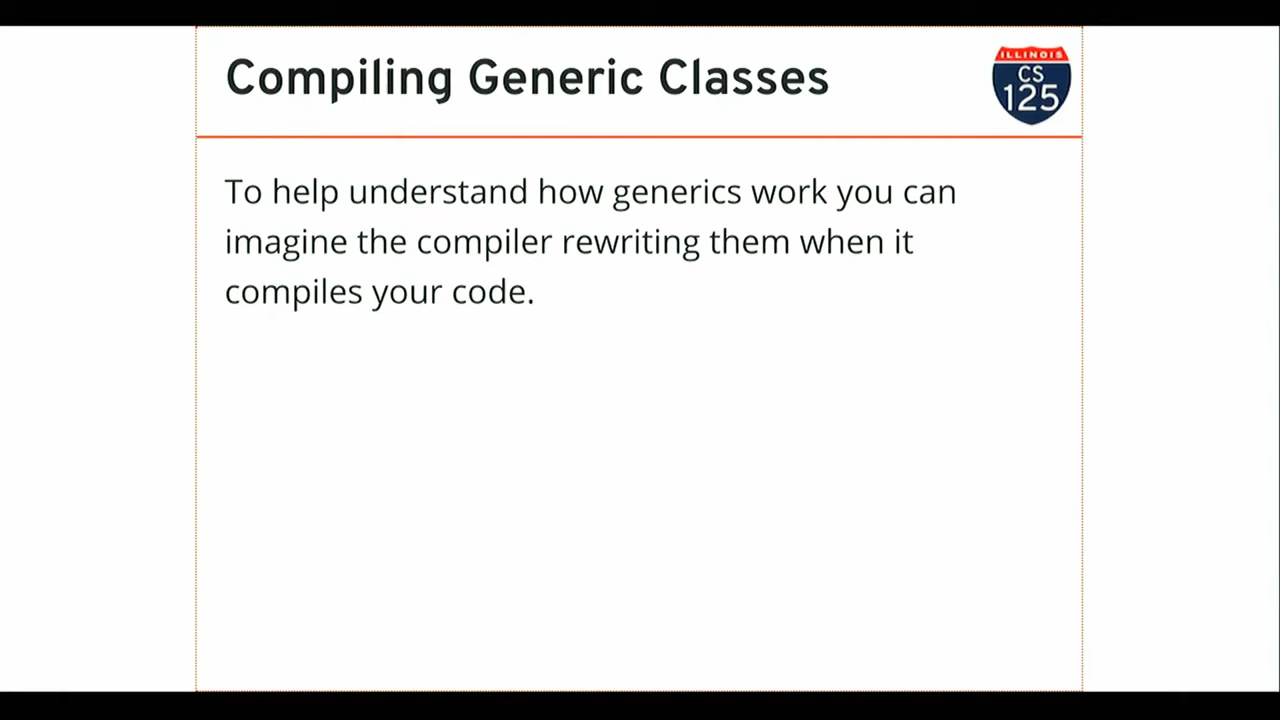 Compiling Generic Classes
ILLINOIS
CS
125
To help understand how generics work you can
imagine the compiler rewriting them when it
compiles your code.